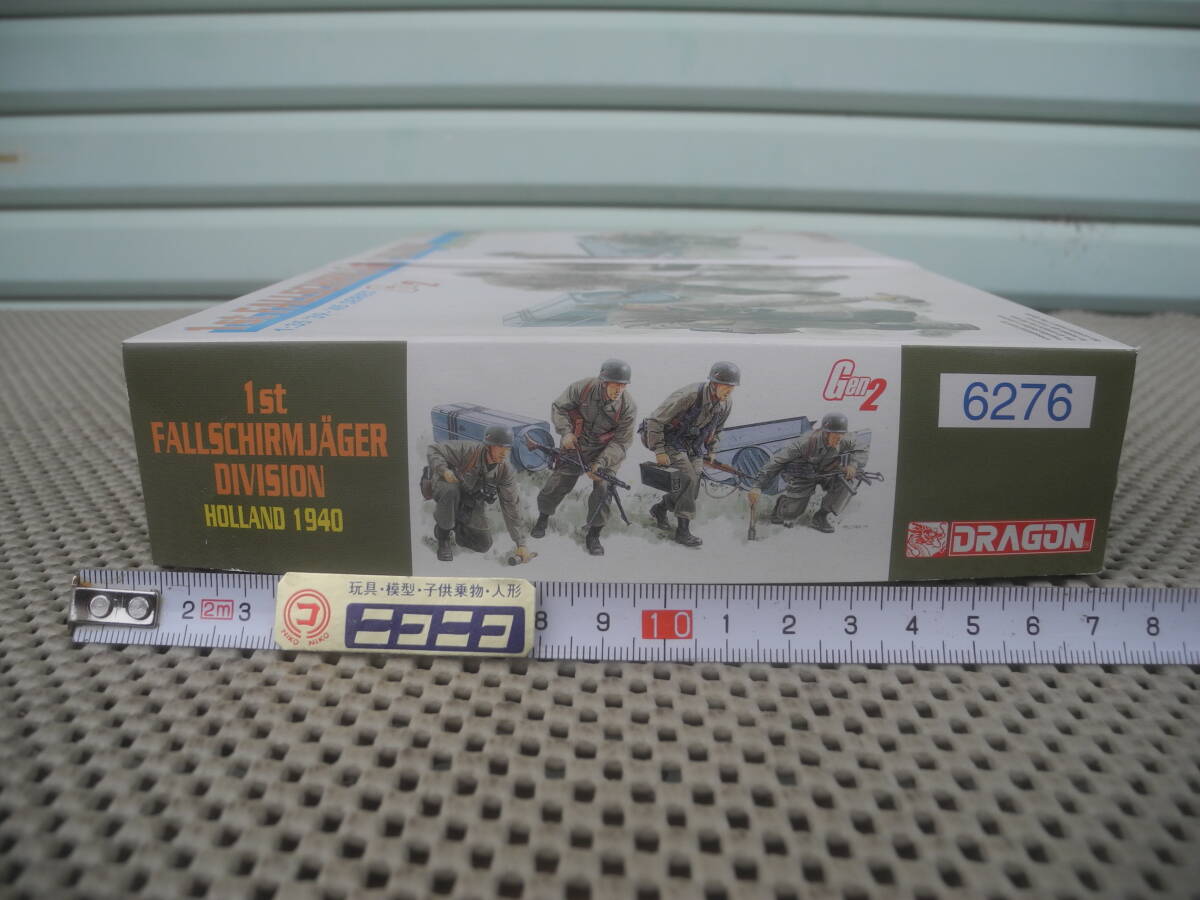 1st
FALLSCHIRMJÄGER
DIVISION
HOLLAND 1940
Gen2
6276
DRAGON
玩具・模型・子供乗物・人形
コ
NIKO NIKO
ニコニコ
2 2m 3 8 9 10 1 2 3 4 5 6 7 8